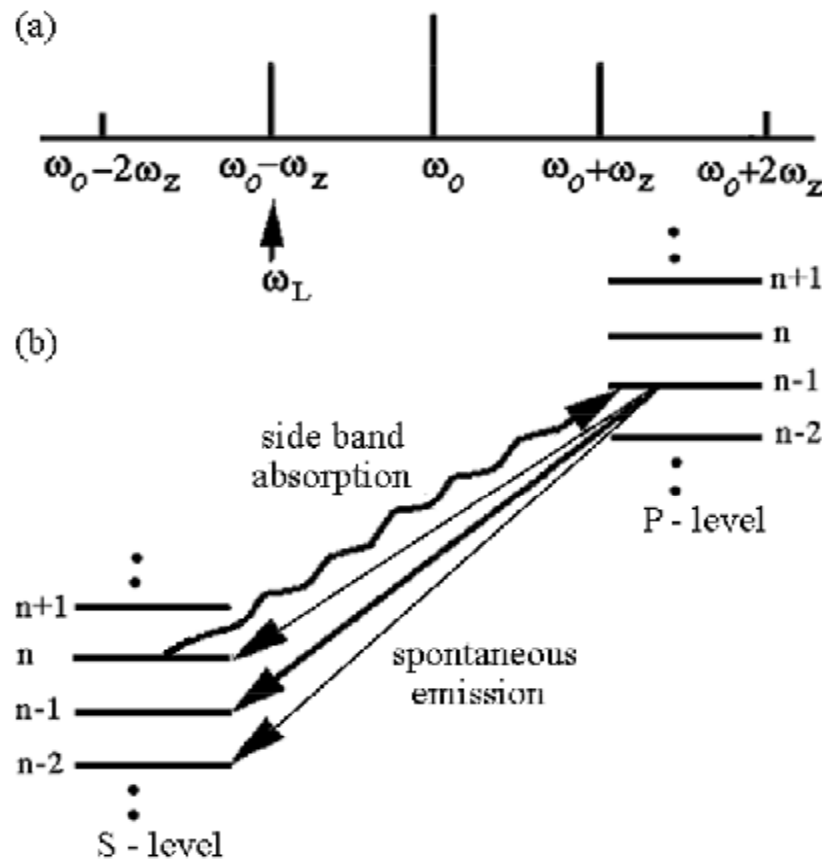 (a)
ω₀−2ω_z ω₀−ω_z ω₀ ω₀+ω_z ω₀+2ω_z
ω_L
n+1
(b)
n
n-1
side band
absorption
n-2
P - level
n+1
n
spontaneous
emission
n-1
n-2
S - level